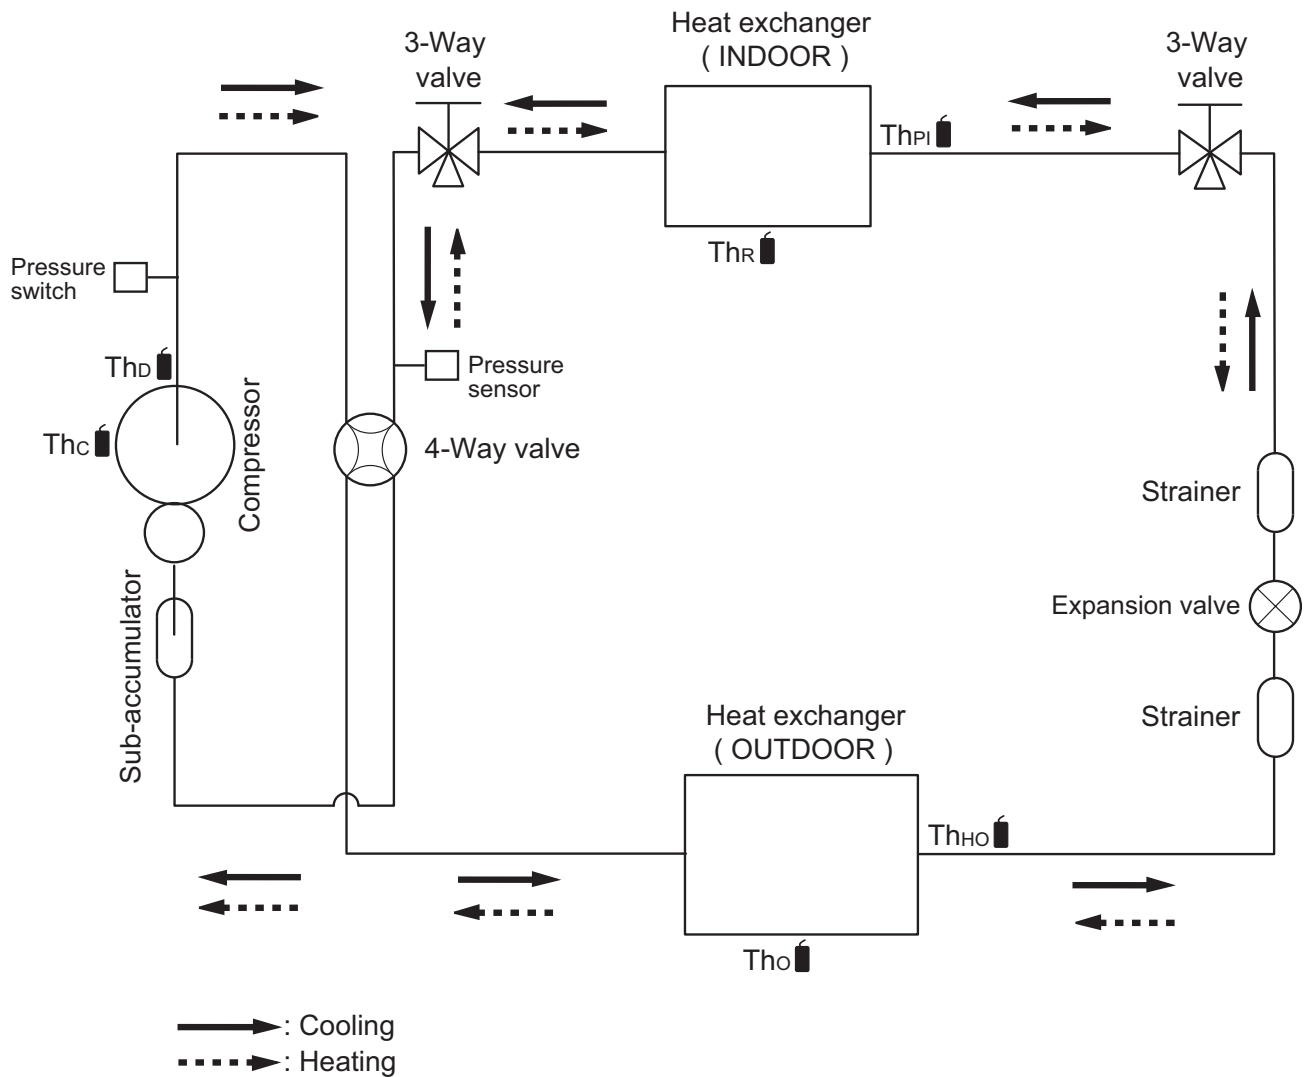 Heat exchanger
( INDOOR )
3-Way
valve
3-Way
valve
ThPI
ThR
Pressure
switch
ThD
Pressure
sensor
ThC
Compressor
4-Way valve
Strainer
Expansion valve
Sub-accumulator
Strainer
Heat exchanger
( OUTDOOR )
ThHO
ThO
: Cooling
: Heating